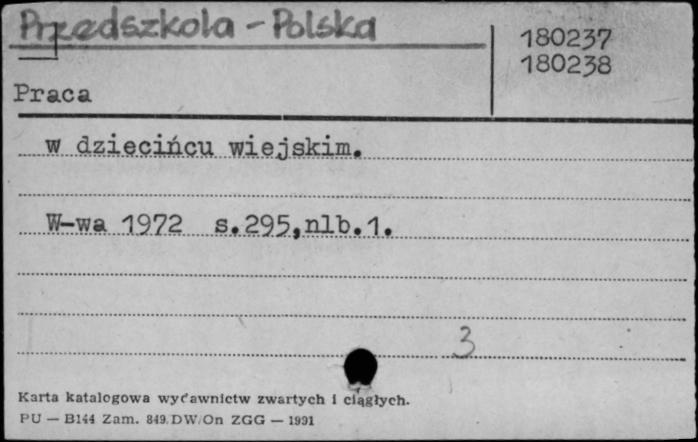 Przedszkola - Polska
180237
180238
Praca
w dziecińcu wiejskim.
W-wa 1972 s.295,nlb.1.
3
Karta katalogowa wydawnictw zwartych i ciągłych.
PU — B144 Zam. 849.DW/On ZGG — 1991